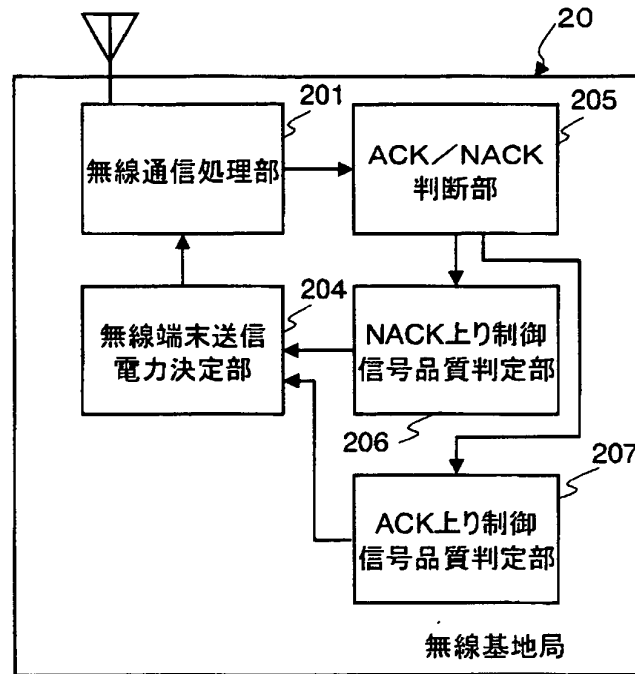 20
201
無線通信処理部
205
ACK／NACK
判断部
204
無線端末送信
電力決定部
NACK上り制御
信号品質判定部
206
207
ACK上り制御
信号品質判定部
無線基地局